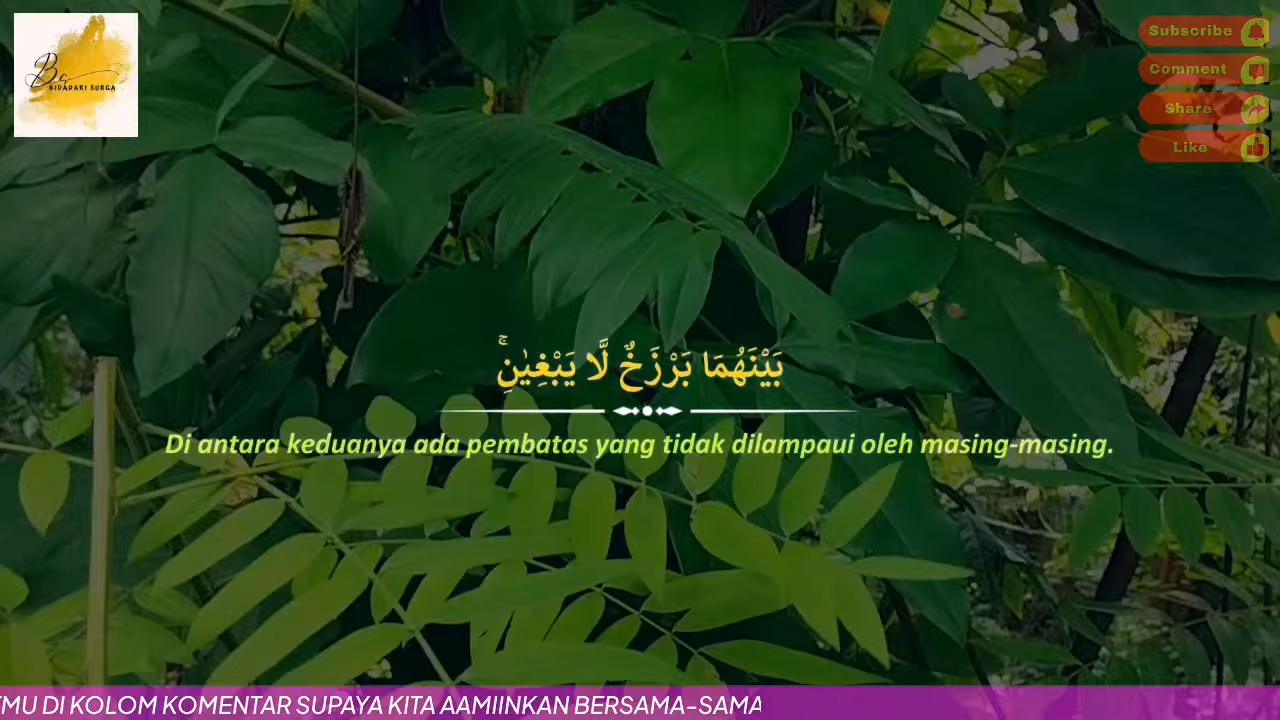 Bs
BIDADARI SURGA
Subscribe
Comment
Share
Like
بَيْنَهُمَا بَرْزَخٌ لَّا يَبْغِيٰنِۚ
Di antara keduanya ada pembatas yang tidak dilampaui oleh masing-masing.
DI KOLOM KOMENTAR SUPAYA KITA AAMIINKAN BERSAMA-SAMA